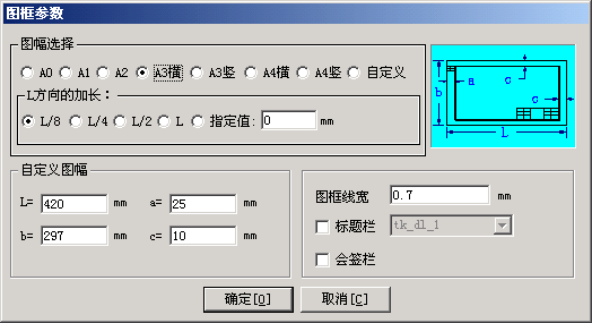 图框参数
图幅选择
A0 A1 A2 A3横 A3竖 A4横 A4竖 自定义
L方向的加长：
L/8 L/4 L/2 L 指定值: 0 mm
a
c
b
c
L
自定义图幅
L= 420 mm a= 25 mm
b= 297 mm c= 10 mm
图框线宽 0.7 mm
标题栏 tk_dl_1
会签栏
确定[O] 取消[C]